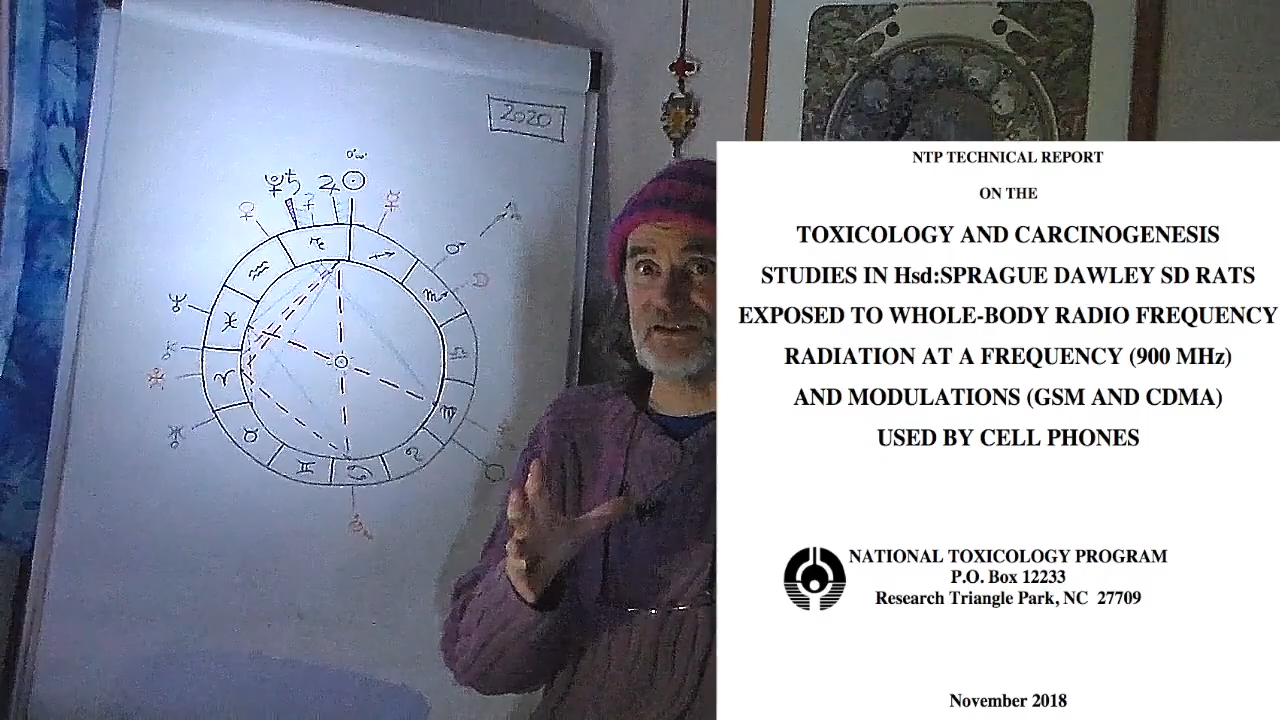 2020
NTP TECHNICAL REPORT
ON THE
TOXICOLOGY AND CARCINOGENESIS
STUDIES IN Hsd:SPRAGUE DAWLEY SD RATS
EXPOSED TO WHOLE-BODY RADIO FREQUENCY
RADIATION AT A FREQUENCY (900 MHz)
AND MODULATIONS (GSM AND CDMA)
USED BY CELL PHONES
NATIONAL TOXICOLOGY PROGRAM
P.O. Box 12233
Research Triangle Park, NC 27709
November 2018